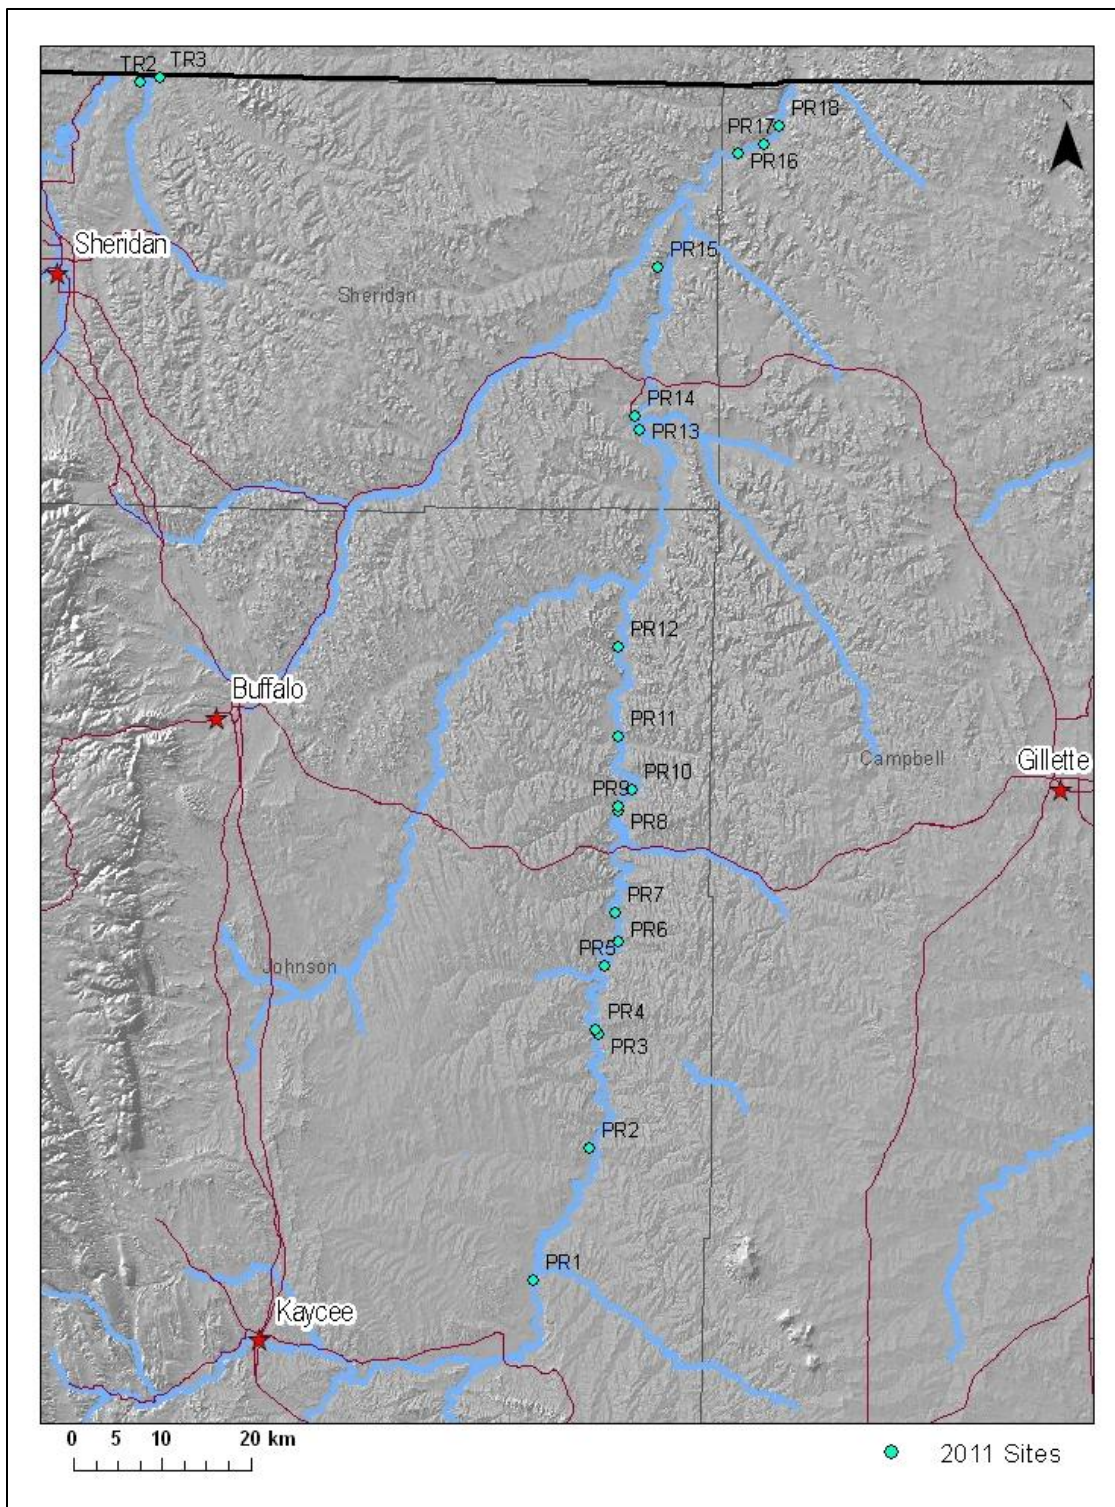 TR2
TR3
PR18
PR17
PR16
Sheridan
PR15
Sheridan
PR14
PR13
PR12
Buffalo
PR11
Campbell
Gillette
PR10
PR9
PR8
PR7
PR6
PR5
Johnson
PR4
PR3
PR2
PR1
Kaycee
0 5 10 20 km
2011 Sites